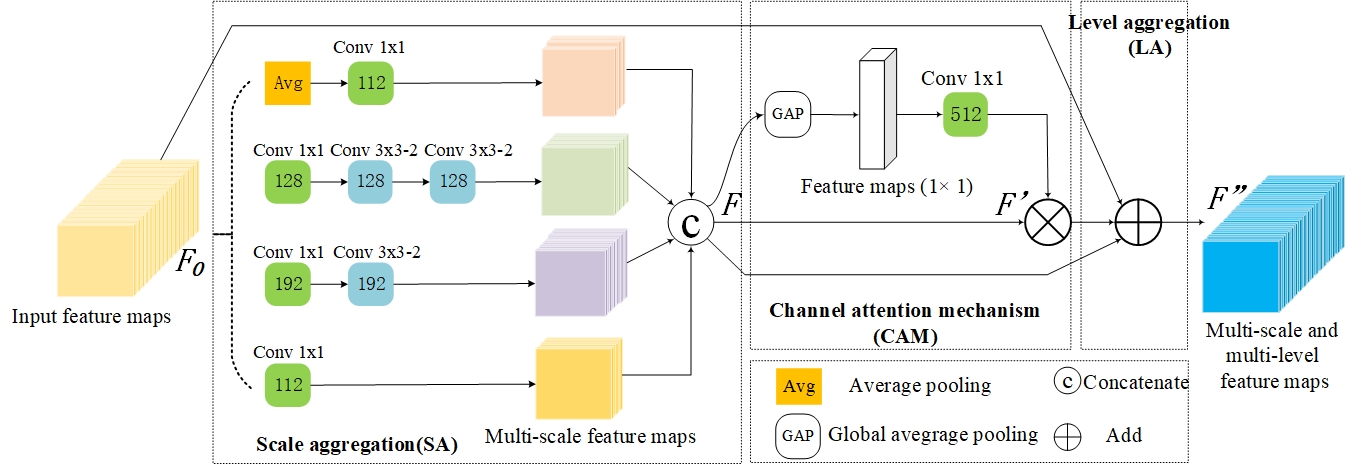 Level aggregation
(LA)
Conv 1x1
Avg
112
Conv 1x1
GAP
512
Conv 1x1
Conv 3x3-2
Conv 3x3-2
128
128
128
Feature maps (1× 1)
F
F’
F”
C
F0
Conv 1x1
Conv 3x3-2
192
192
Input feature maps
Channel attention mechanism
(CAM)
Multi-scale and
multi-level
feature maps
Conv 1x1
112
Scale aggregation(SA)
Multi-scale feature maps
Avg
Average pooling
C
Concatenate
GAP
Global avegrage pooling
Add